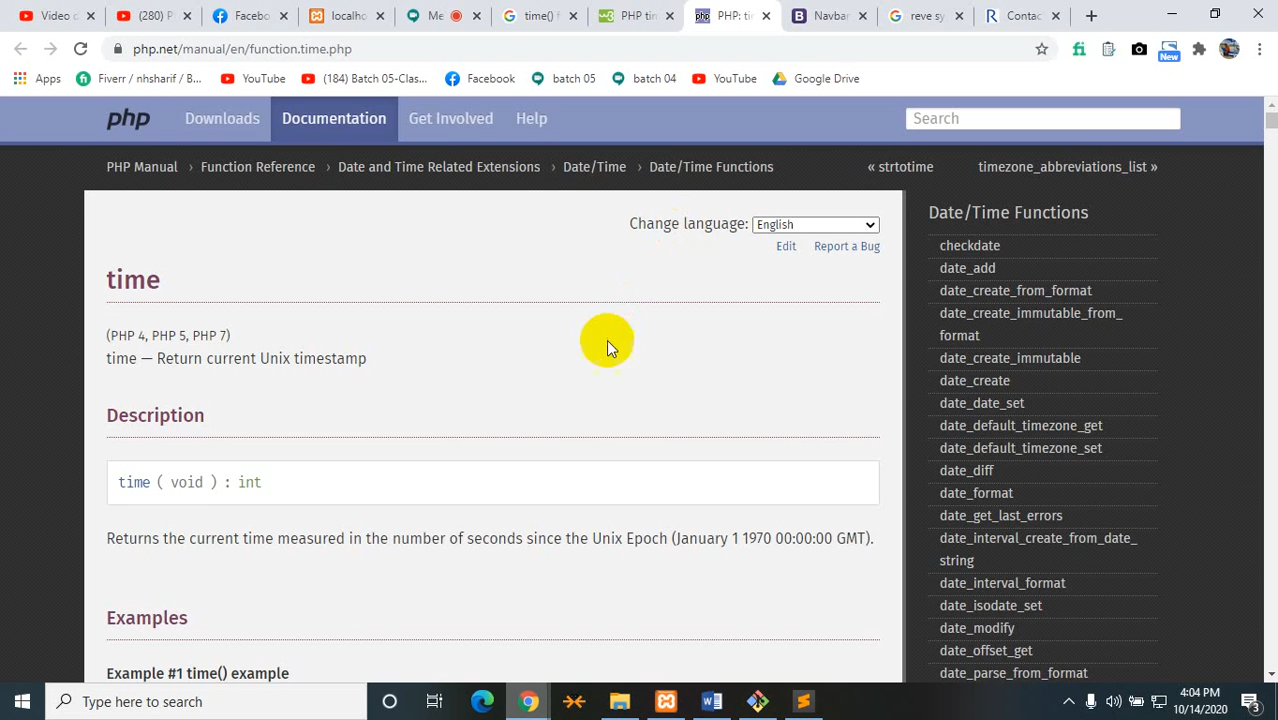 Video c
(280) P
Facebo
localho
Me
time() f
PHP tim
PHP: tim
Navbar
reve sy
Contac
php.net/manual/en/function.time.php
New
Apps
Fiverr / nhsharif / B...
YouTube
(184) Batch 05-Clas...
Facebook
batch 05
batch 04
YouTube
Google Drive
php
Downloads
Documentation
Get Involved
Help
Search
PHP Manual › Function Reference › Date and Time Related Extensions › Date/Time › Date/Time Functions
« strtotime
timezone_abbreviations_list »
Change language: English
Edit Report a Bug
time
(PHP 4, PHP 5, PHP 7)
time — Return current Unix timestamp
Description
time ( void ) : int
Returns the current time measured in the number of seconds since the Unix Epoch (January 1 1970 00:00:00 GMT).
Examples
Example #1 time() example
Date/Time Functions
checkdate
date_add
date_create_from_format
date_create_immutable_from_
format
date_create_immutable
date_create
date_date_set
date_default_timezone_get
date_default_timezone_set
date_diff
date_format
date_get_last_errors
date_interval_create_from_date_
string
date_interval_format
date_isodate_set
date_modify
date_offset_get
date_parse_from_format
Type here to search
4:04 PM
10/14/2020
3